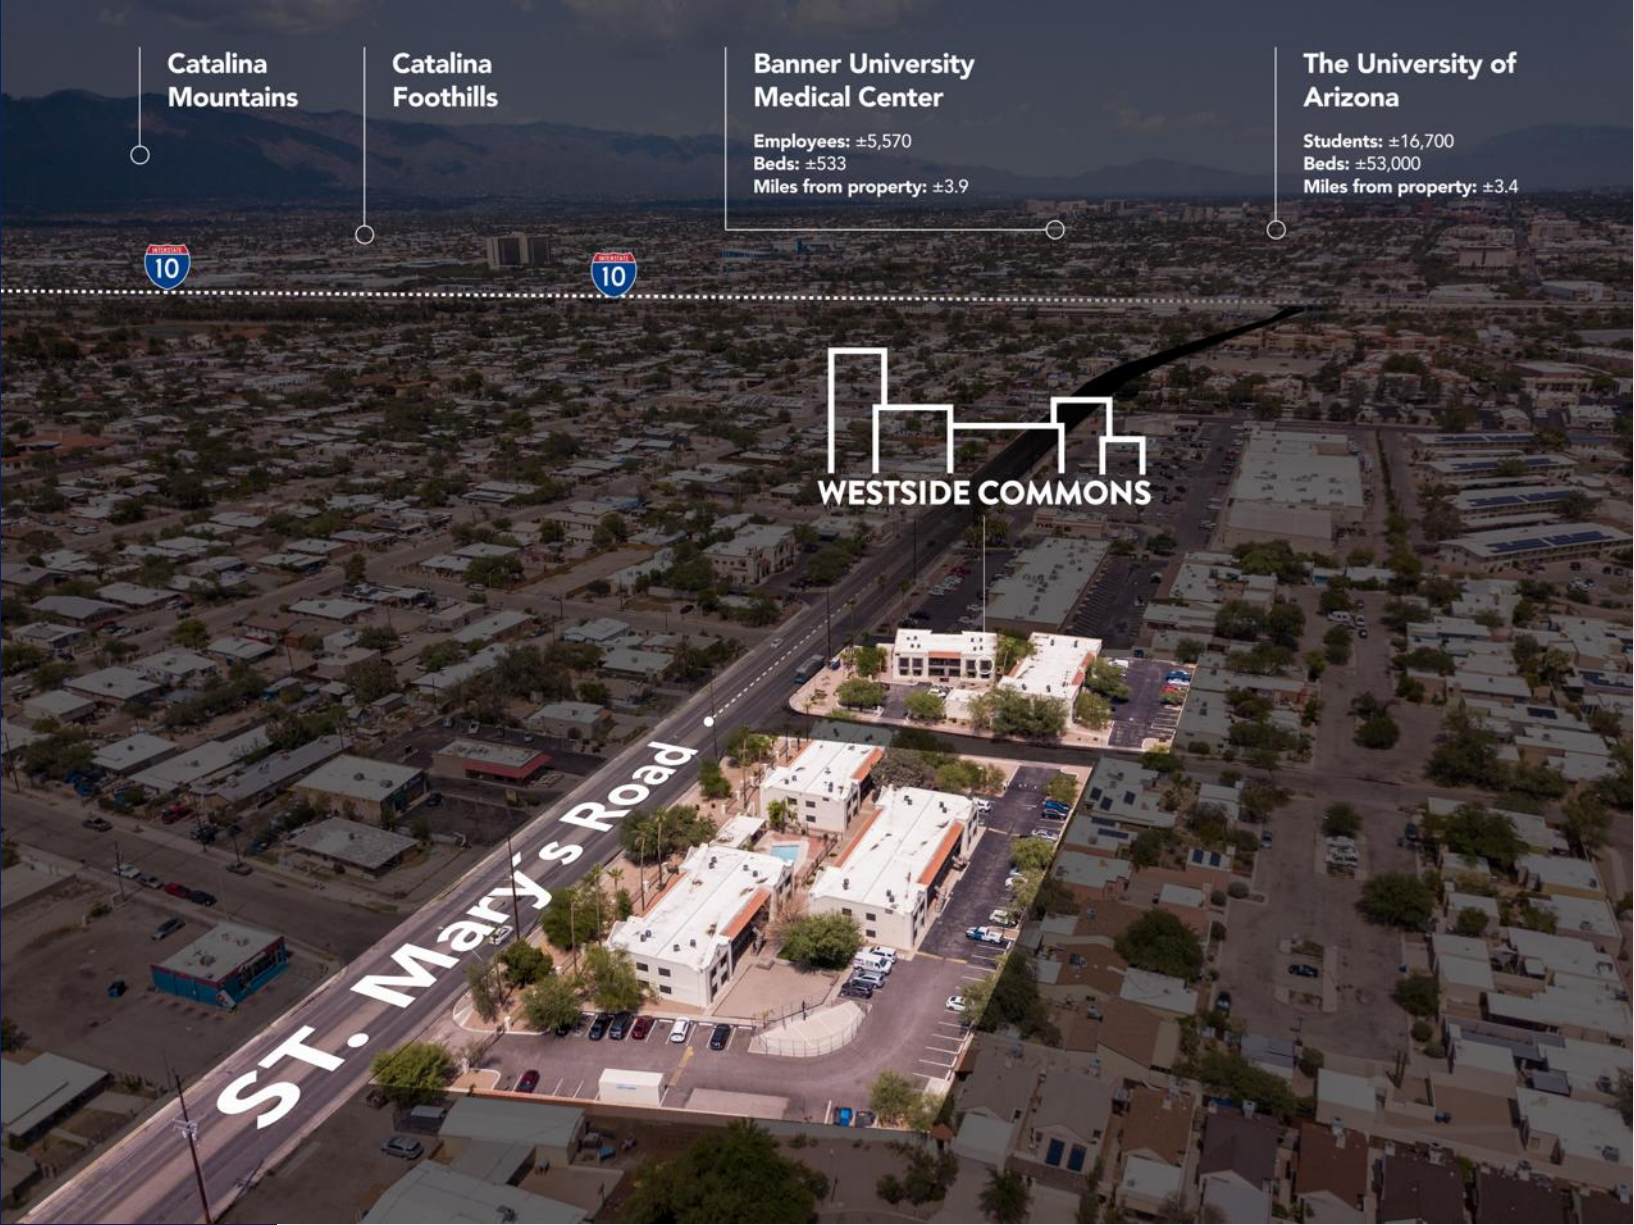 Catalina
Mountains
Catalina
Foothills
Banner University
Medical Center
Employees: ±5,570
Beds: ±533
Miles from property: ±3.9
The University of
Arizona
Students: ±16,700
Beds: ±53,000
Miles from property: ±3.4
INTERSTATE
10
INTERSTATE
10
WESTSIDE COMMONS
ST. Mary's Road